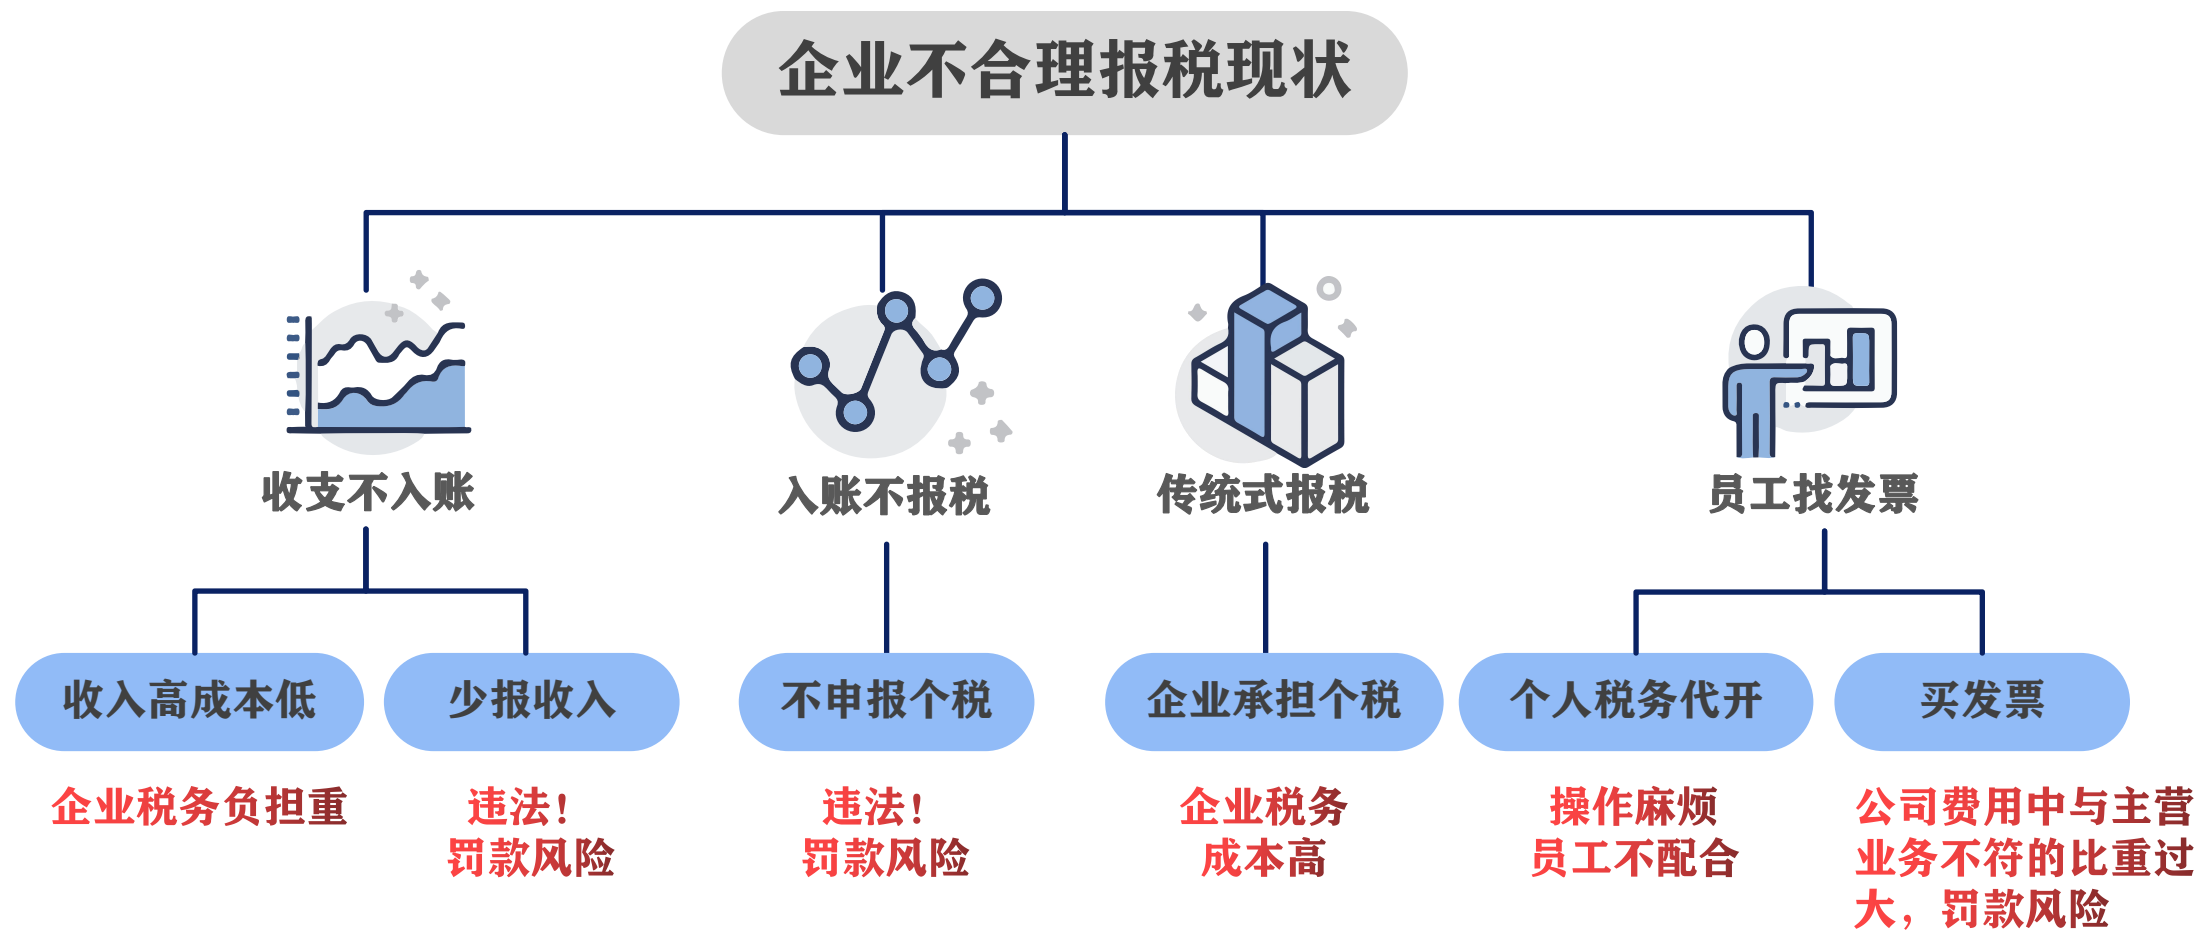 企业不合理报税现状
收支不入账
入账不报税
传统式报税
员工找发票
收入高成本低
少报收入
不申报个税
企业承担个税
个人税务代开
买发票
企业税务负担重
违法！
罚款风险
违法！
罚款风险
企业税务
成本高
操作麻烦
员工不配合
公司费用中与主营
业务不符的比重过
大，罚款风险